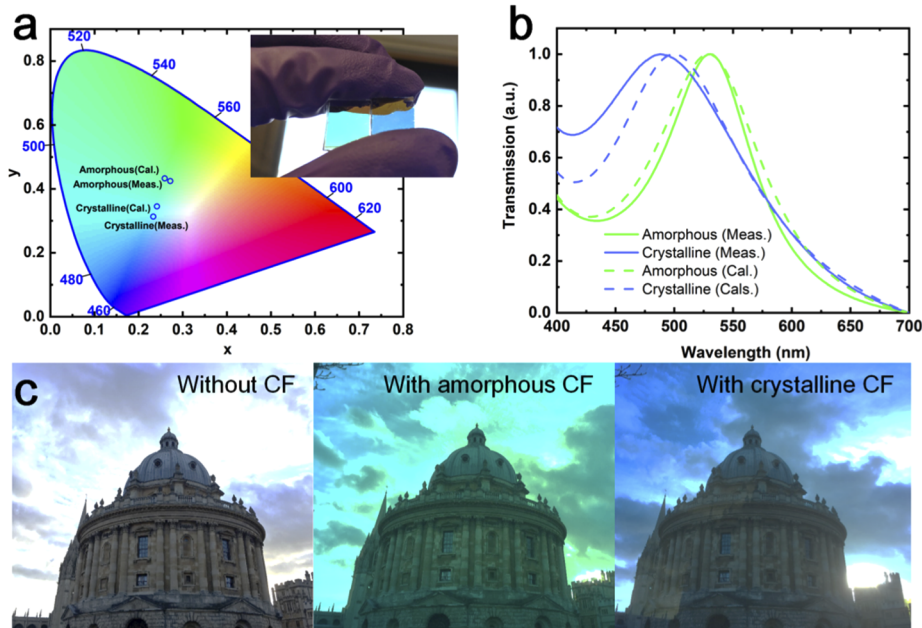 a
520
0.8
540
560
0.6
500
Amorphous(Cal.)
y
0.4
Amorphous(Meas.)
600
Crystalline(Cal.)
620
Crystalline(Meas.)
0.2
480
460
0.0
0.0 0.1 0.2 0.3 0.4 0.5 0.6 0.7 0.8
x
b
1.0
0.8
0.6
0.4
0.2
0.0
Transmission (a.u.)
Amorphous (Meas.)
Crystalline (Meas.)
Amorphous (Cal.)
Crystalline (Cals.)
400 450 500 550 600 650 700
Wavelength (nm)
c
Without CF
With amorphous CF
With crystalline CF